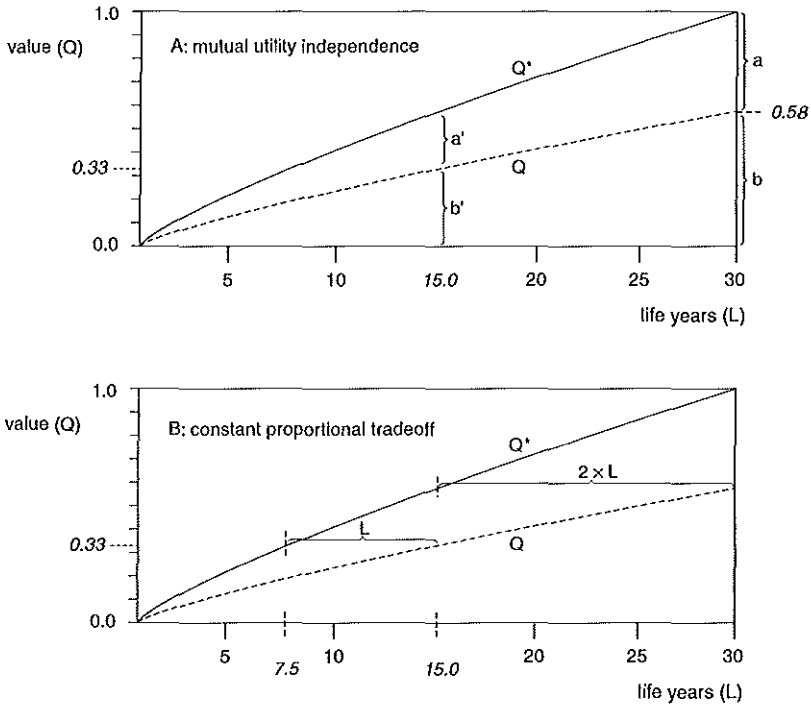 1.0
value (Q)
A: mutual utility independence
Q*
a
0.58
a'
0.33
Q
b
b'
0.0
5 10 15.0 20 25 30
life years (L)
1.0
value (Q)
B: constant proportional tradeoff
Q*
2 × L
L
0.33
Q
0.0
5 10 20 25 30
7.5 15.0
life years (L)